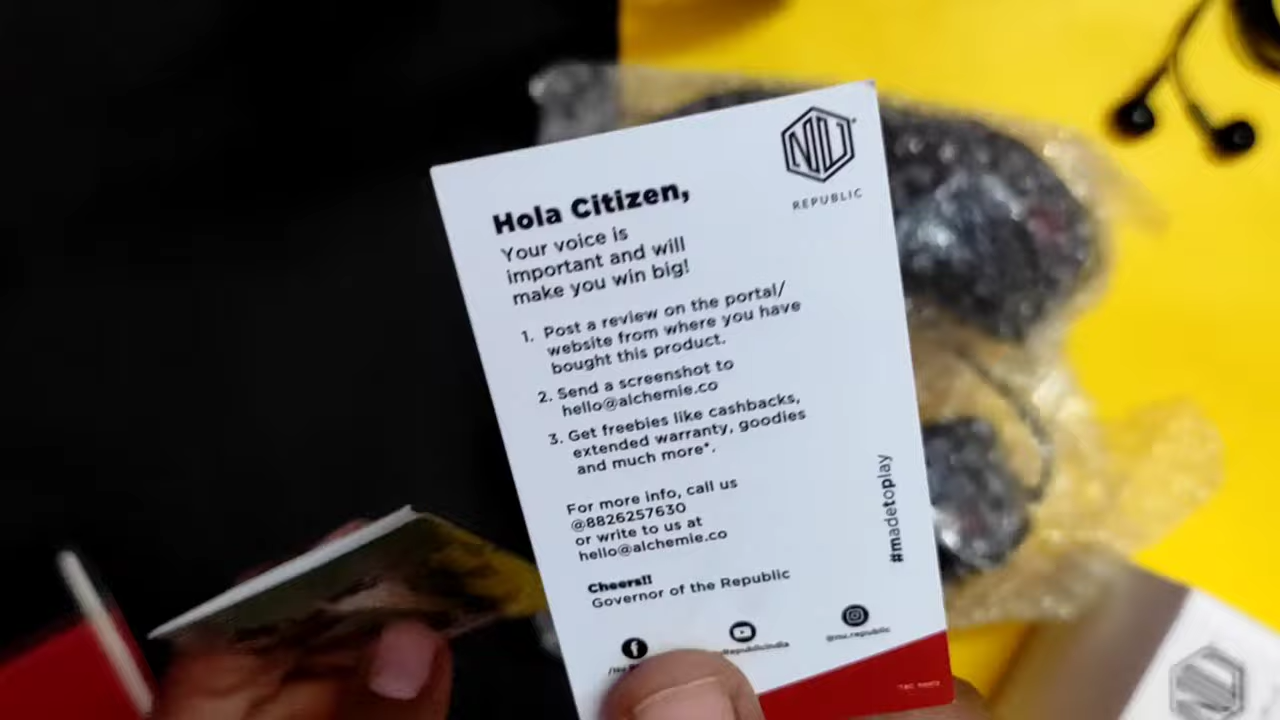 NU
REPUBLIC
Hola Citizen,
Your voice is
important and will
make you win big!
1. Post a review on the portal/
website from where you have
bought this product.
2. Send a screenshot to
hello@alchemie.co
3. Get freebies like cashbacks,
extended warranty, goodies
and much more*.
For more info, call us
@8826257630
or write to us at
hello@alchemie.co
Cheers!!
Governor of the Republic
#madetoplay
@nu.republic